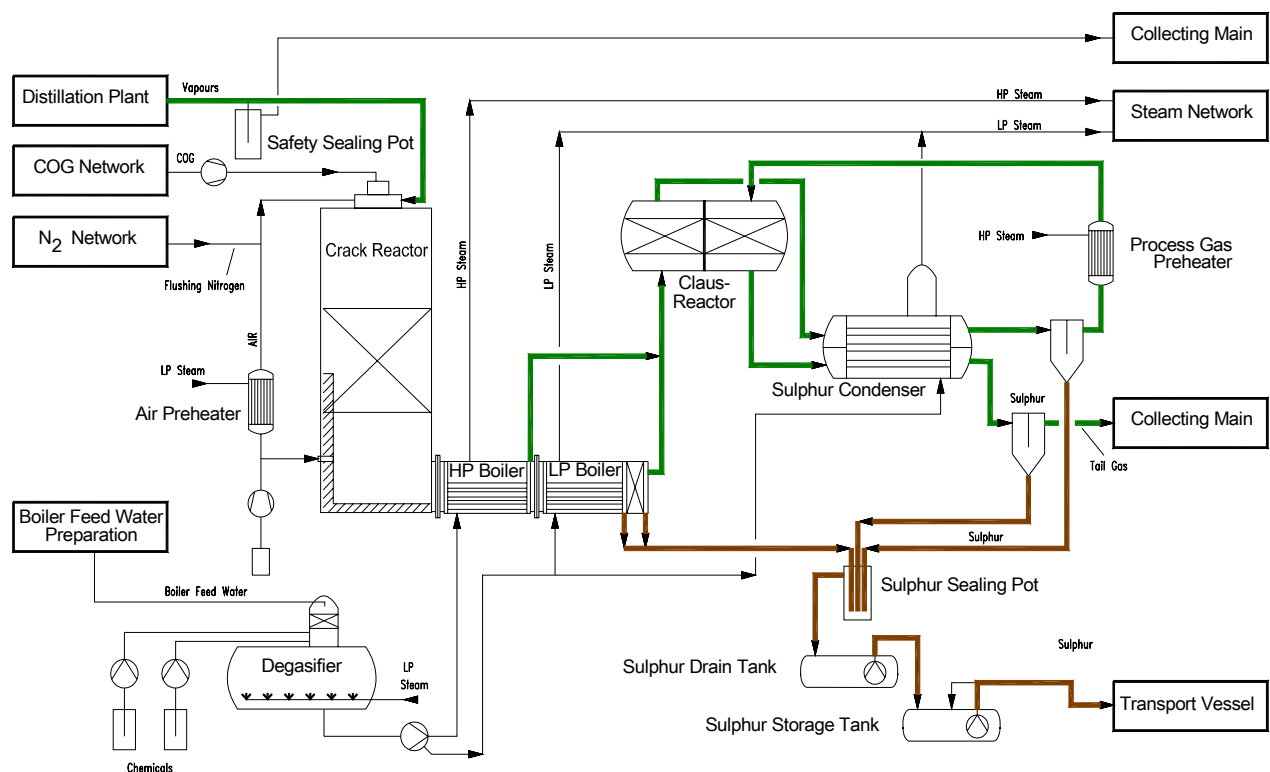 Collecting Main
Vapours
Distillation Plant
HP Steam
Steam Network
LP Steam
Safety Sealing Pot
COG Network
COG
N2 Network
Crack Reactor
HP Steam
LP Steam
HP Steam
Process Gas
Preheater
Flushing Nitrogen
Claus-
Reactor
AIR
LP Steam
Air Preheater
Sulphur Condenser
Sulphur
Collecting Main
Tail Gas
HP Boiler
LP Boiler
Boiler Feed Water
Preparation
Sulphur
Boiler Feed Water
Sulphur Sealing Pot
Degasifier
LP
Steam
Sulphur Drain Tank
Sulphur
Sulphur Storage Tank
Transport Vessel
Chemicals